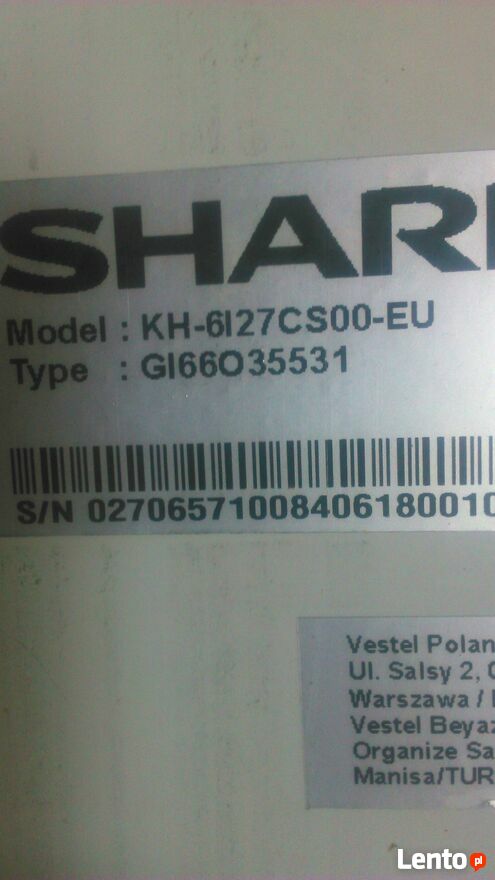 SHAR
Model : KH-6I27CS00-EU
Type : GI66O35531
S/N 0270657100840618001
Vestel Polan
Ul. Salsy 2,
Warszawa /
Vestel Beyaz
Organize Sa
Manisa/TUR
Lento.pl